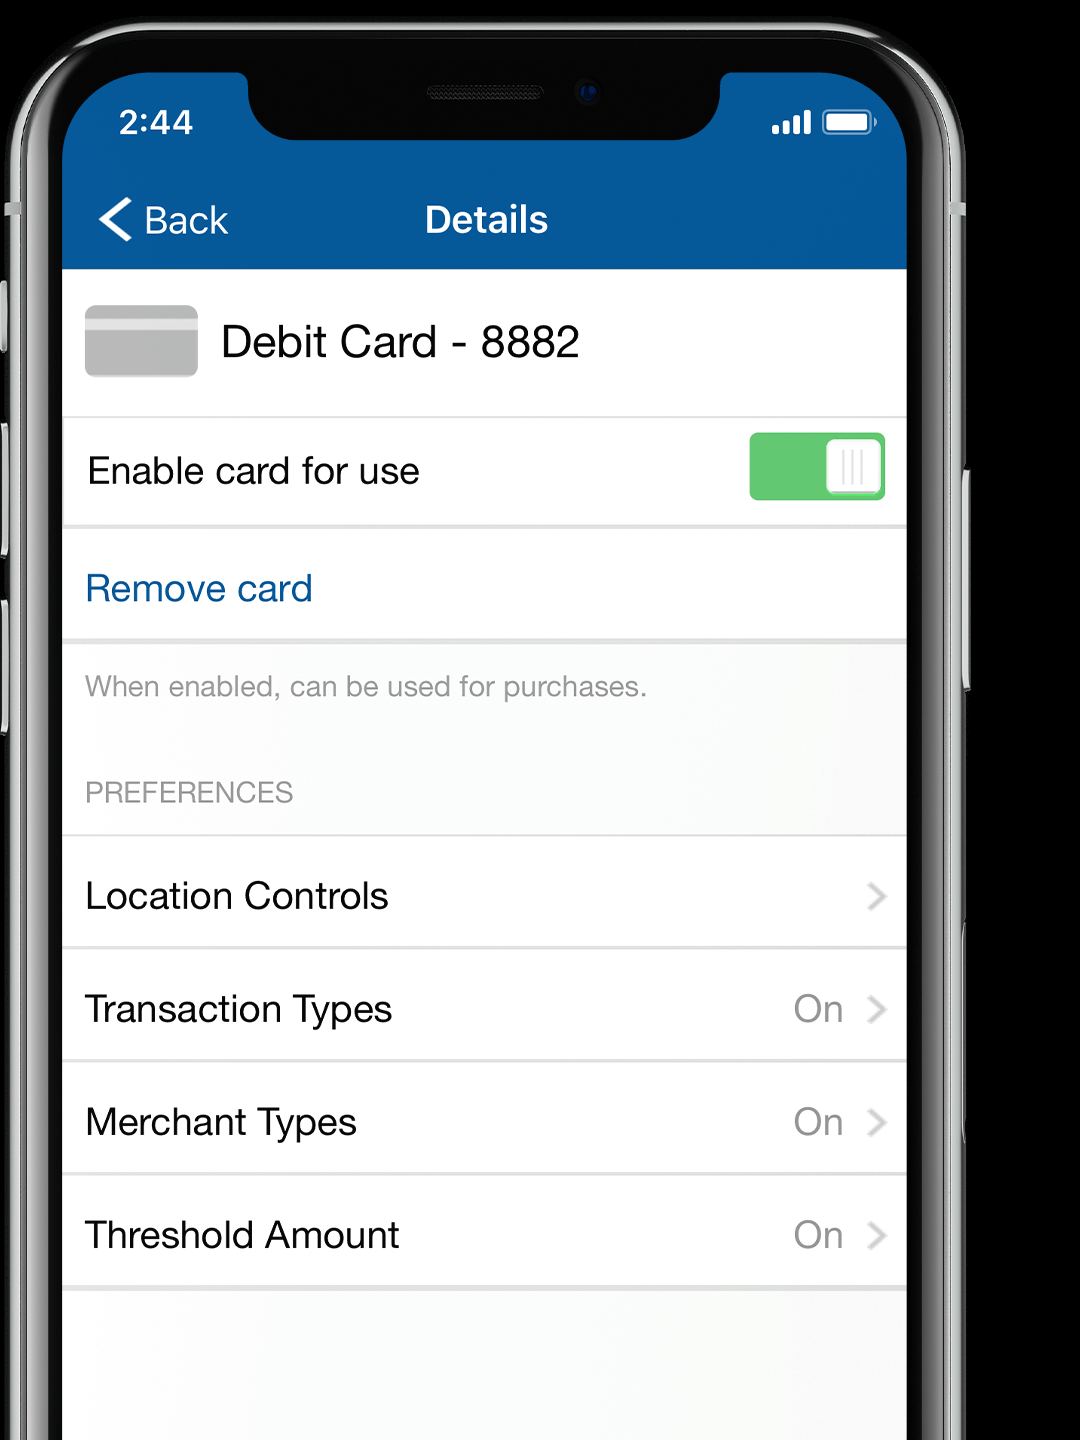 2:44
Back
Details
Debit Card - 8882
Enable card for use
Remove card
When enabled, can be used for purchases.
PREFERENCES
Location Controls
Transaction Types On
Merchant Types On
Threshold Amount On